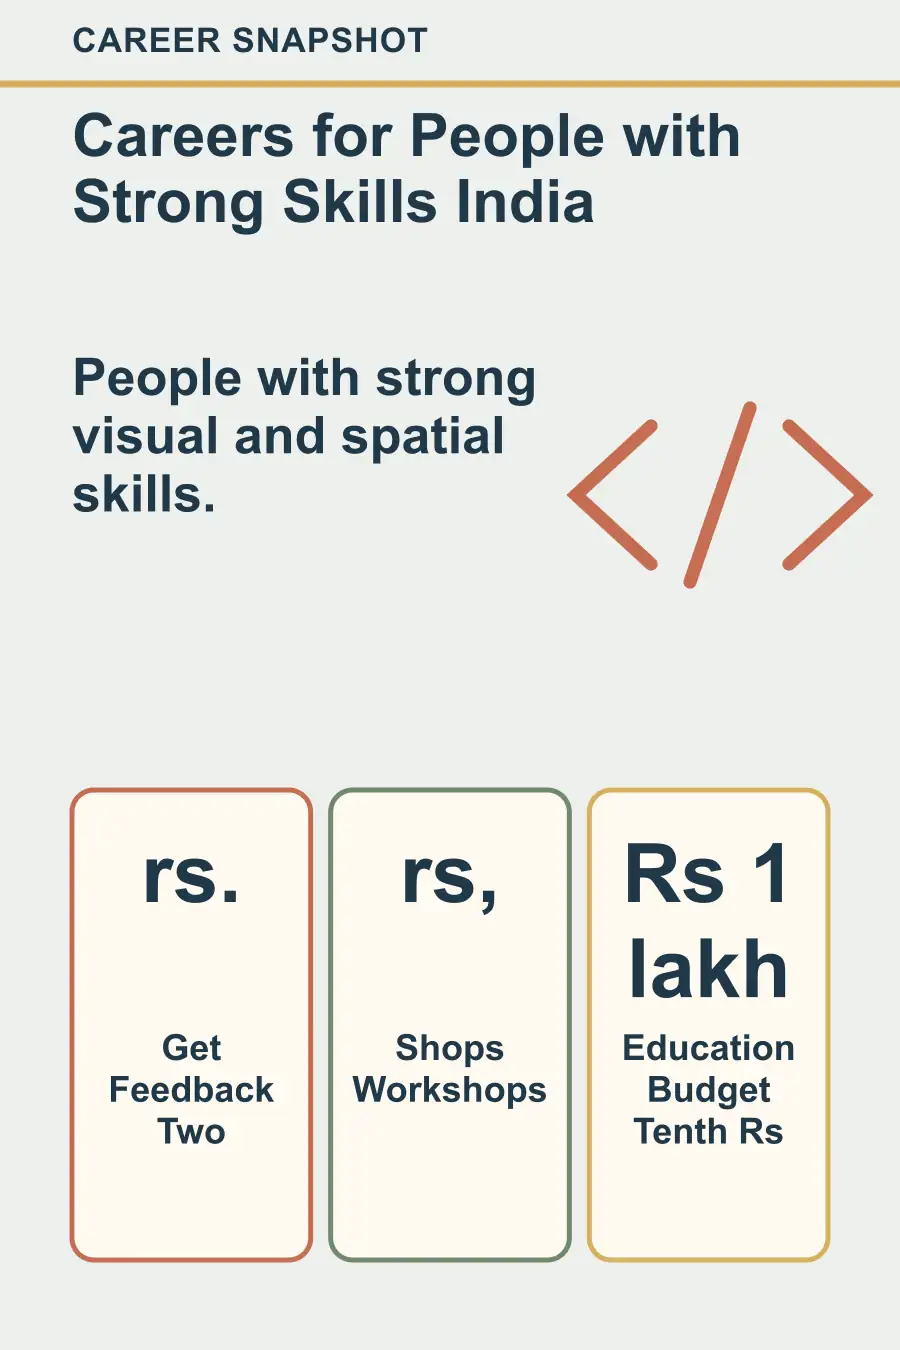 CAREER SNAPSHOT
Careers for People with
Strong Skills India
People with strong
visual and spatial
skills.
</>
rs.
Get
Feedback
Two
rs,
Shops
Workshops
Rs 1
lakh
Education
Budget
Tenth Rs